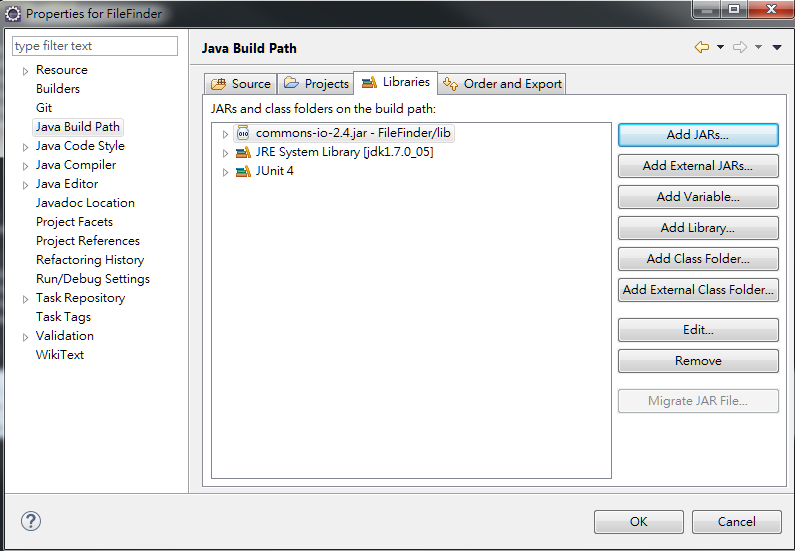 Properties for FileFinder
type filter text
Resource
Builders
Git
Java Build Path
Java Code Style
Java Compiler
Java Editor
Javadoc Location
Project Facets
Project References
Refactoring History
Run/Debug Settings
Task Repository
Task Tags
Validation
WikiText
Java Build Path
Source Projects Libraries Order and Export
JARs and class folders on the build path:
commons-io-2.4.jar - FileFinder/lib
JRE System Library [jdk1.7.0_05]
JUnit 4
Add JARs...
Add External JARs...
Add Variable...
Add Library...
Add Class Folder...
Add External Class Folder...
Edit...
Remove
Migrate JAR File...
OK Cancel